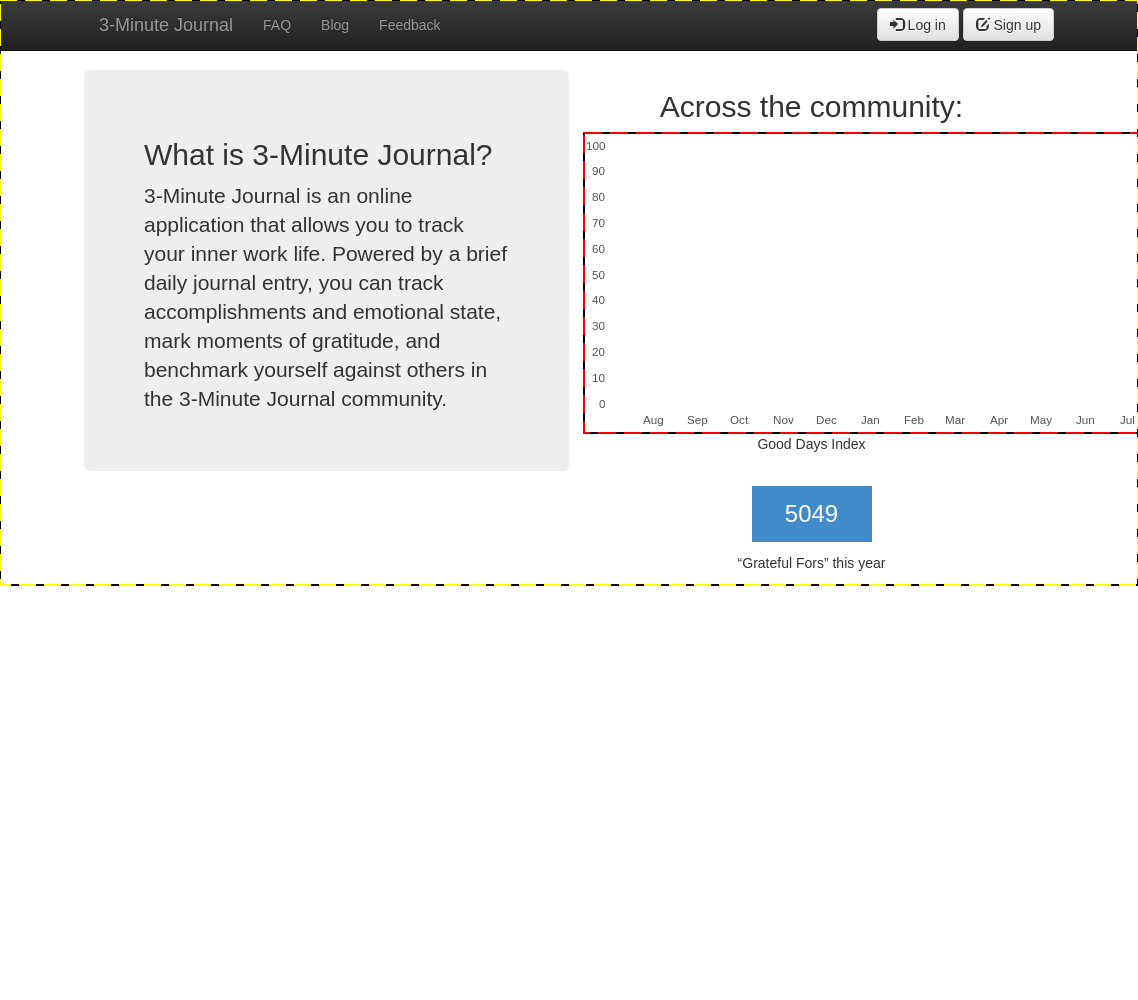 3-Minute Journal FAQ Blog Feedback Log in Sign up
What is 3-Minute Journal?
3-Minute Journal is an online
application that allows you to track
your inner work life. Powered by a brief
daily journal entry, you can track
accomplishments and emotional state,
mark moments of gratitude, and
benchmark yourself against others in
the 3-Minute Journal community.
Across the community:
100
90
80
70
60
50
40
30
20
10
0
Aug Sep Oct Nov Dec Jan Feb Mar Apr May Jun Jul
Good Days Index
5049
“Grateful Fors” this year